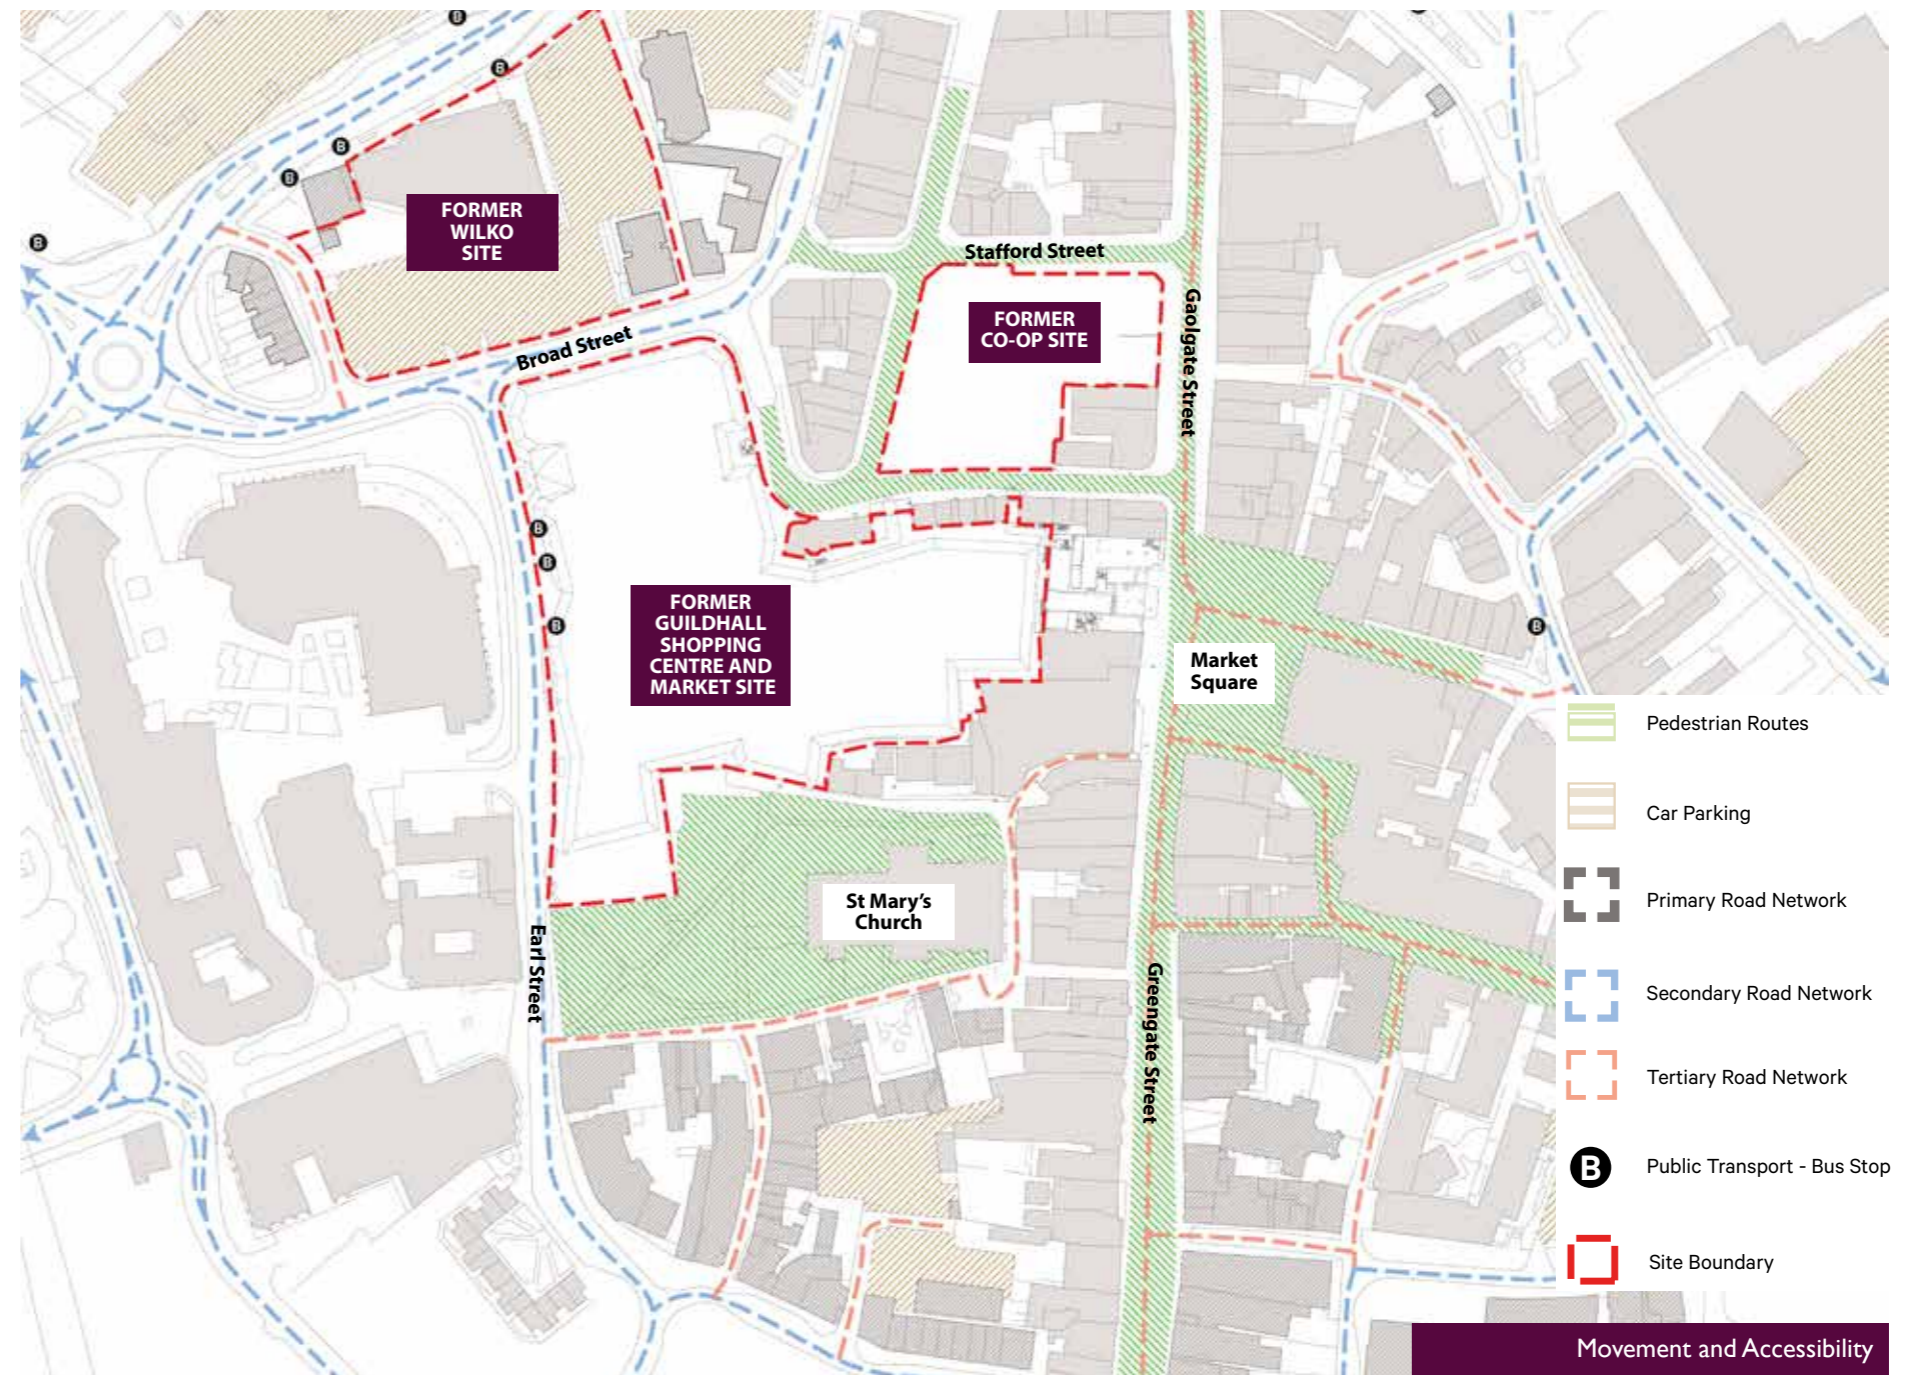 B
B
B
B
B
B
FORMER
WILKO
SITE
Stafford Street
FORMER
CO-OP SITE
Gaolgate Street
Broad Street
B
B
B
FORMER
GUILDHALL
SHOPPING
CENTRE AND
MARKET SITE
Market
Square
St Mary's
Church
Earl Street
Greengate Street
Pedestrian Routes
Car Parking
Primary Road Network
Secondary Road Network
Tertiary Road Network
B
Public Transport - Bus Stop
Site Boundary
Movement and Accessibility